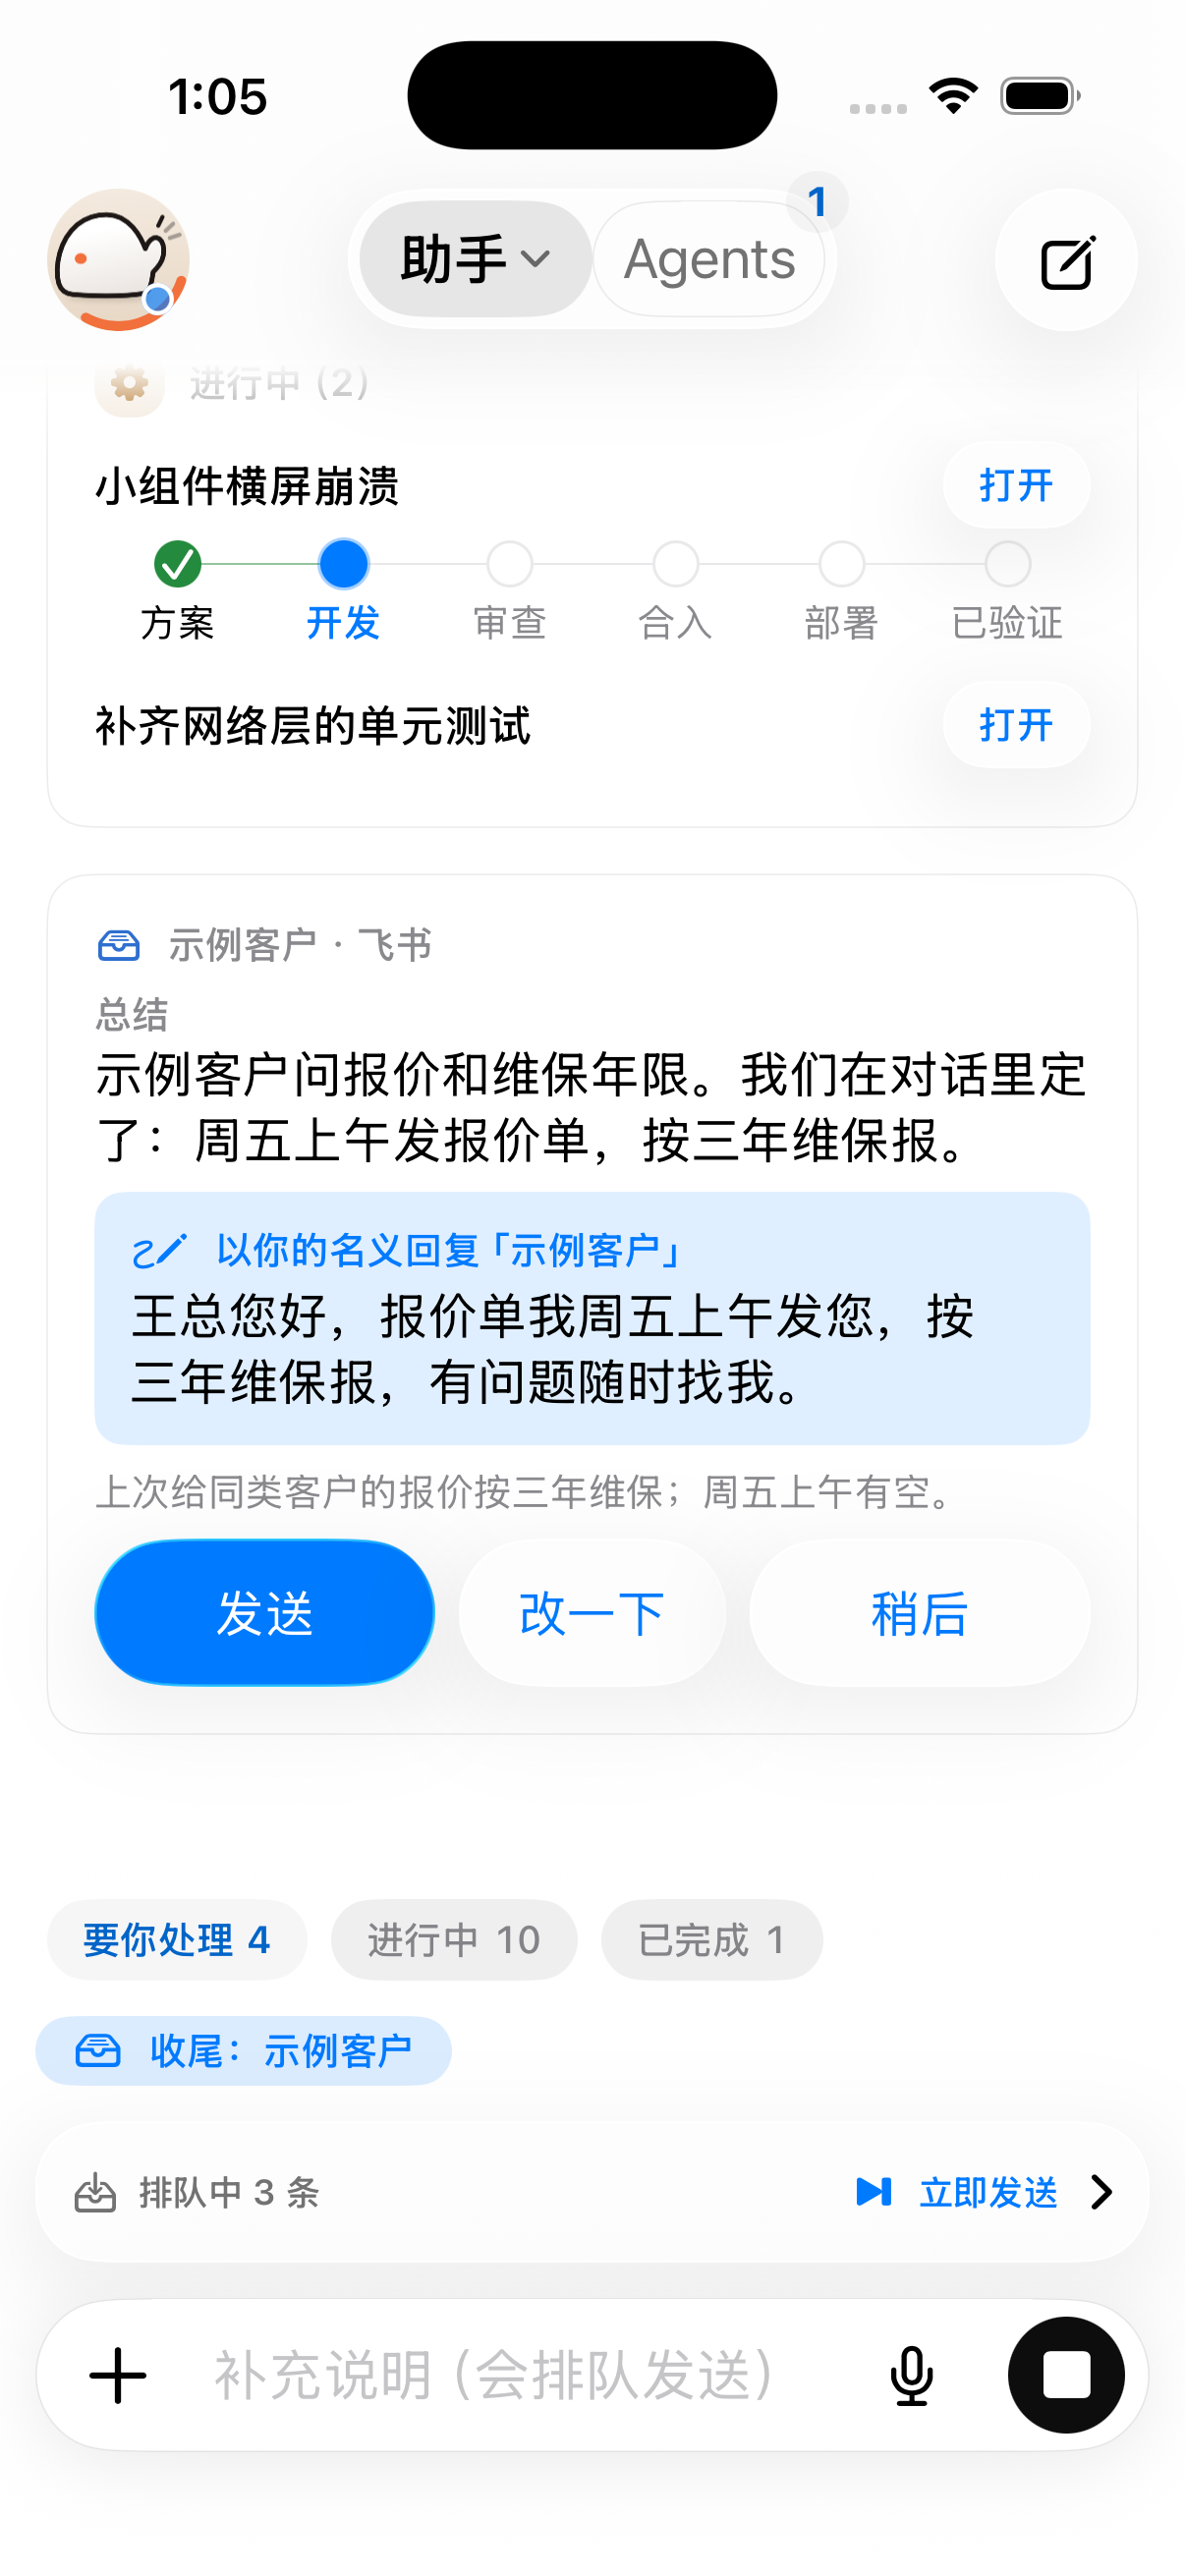 1:05
助手
Agents
1
进行中 (2)
小组件横屏崩溃
打开
方案
开发
审查
合入
部署
已验证
补齐网络层的单元测试
打开
示例客户 · 飞书
总结
示例客户问报价和维保年限。我们在对话里定
了：周五上午发报价单，按三年维保报。
以你的名义回复「示例客户」
王总您好，报价单我周五上午发您，按
三年维保报，有问题随时找我。
上次给同类客户的报价按三年维保；周五上午有空。
发送
改一下
稍后
要你处理 4
进行中 10
已完成 1
收尾：示例客户
排队中 3 条
立即发送
补充说明（会排队发送）